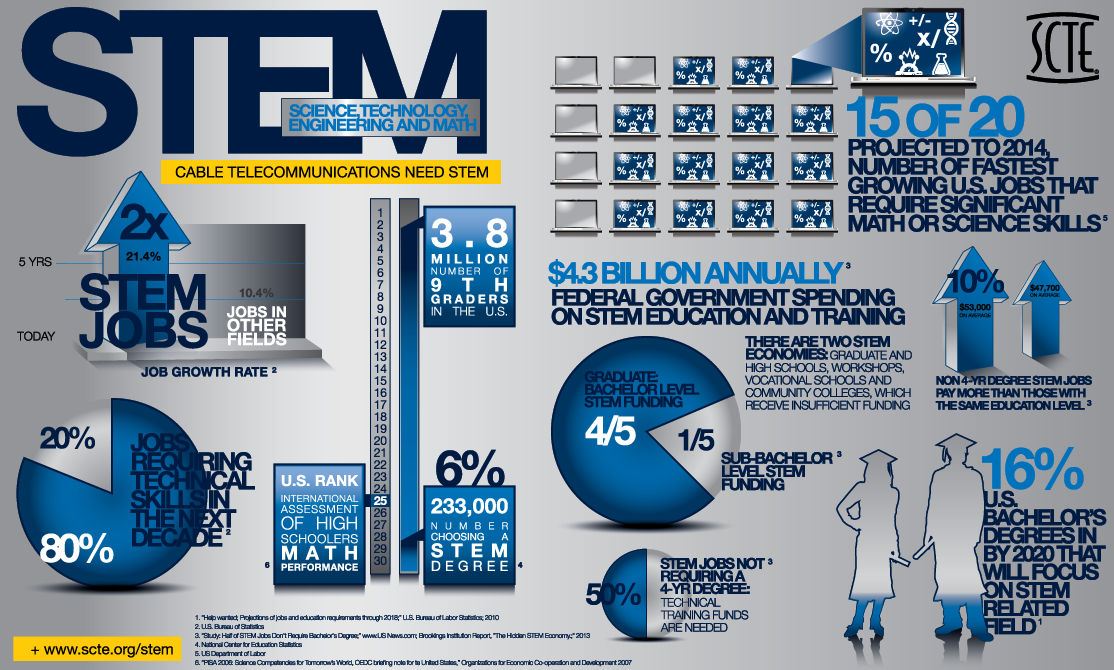 STEM
SCIENCE, TECHNOLOGY,
ENGINEERING AND MATH
CABLE TELECOMMUNICATIONS NEED STEM
2x
21.4%
5 YRS
TODAY
STEM
JOBS
10.4%
JOBS IN
OTHER
FIELDS
JOB GROWTH RATE 2
20%
80%
JOBS
REQUIRING
TECHNICAL
SKILLS IN
THE NEXT
DECADE 2
U.S. RANK
INTERNATIONAL
ASSESSMENT
OF HIGH
SCHOOLERS
MATH
PERFORMANCE
6
1
2
3
4
5
6
7
8
9
10
11
12
13
14
15
16
17
18
19
20
21
22
23
24
25
26
27
28
29
30
3.8
MILLION
NUMBER OF
9TH
GRADERS
IN THE U.S.
6%
233,000
NUMBER
CHOOSING A
STEM
DEGREE 4
+/-
x/
%
SCTE
15 OF 20
PROJECTED TO 2014,
NUMBER OF FASTEST
GROWING U.S. JOBS THAT
REQUIRE SIGNIFICANT
MATH OR SCIENCE SKILLS 5
$4.3 BILLION ANNUALLY 3
FEDERAL GOVERNMENT SPENDING
ON STEM EDUCATION AND TRAINING
THERE ARE TWO STEM
ECONOMIES: GRADUATE AND
HIGH SCHOOLS, WORKSHOPS,
VOCATIONAL SCHOOLS AND
COMMUNITY COLLEGES, WHICH
RECEIVE INSUFFICIENT FUNDING
GRADUATE:
BACHELOR LEVEL
STEM FUNDING
4/5
1/5
SUB-BACHELOR 3
LEVEL STEM
FUNDING
10%
$53,000
ON AVERAGE
$47,700
ON AVERAGE
NON 4-YR DEGREE STEM JOBS
PAY MORE THAN THOSE WITH
THE SAME EDUCATION LEVEL 3
50%
STEM JOBS NOT 3
REQUIRING A
4-YR DEGREE:
TECHNICAL
TRAINING FUNDS
ARE NEEDED
16%
U.S.
BACHELOR'S
DEGREES IN
BY 2020 THAT
WILL FOCUS
ON STEM
RELATED
FIELD 1
+ www.scte.org/stem
1. "Help wanted; Projections of jobs and education requirements through 2018;" U.S. Bureau of Labor Statistics; 2010
2. U.S. Bureau of Statistics
3. "Study: Half of STEM Jobs Don't Require Bachelor's Degree;" www.US News.com; Brookings Institution Report, "The Hidden STEM Economy;" 2013
4. National Center for Education Statistics
5. US Department of Labor
6. "PISA 2006: Science Competencies for Tomorrow's World, OEDC briefing note for te United States," Organizations for Economic Co-operation and Development 2007